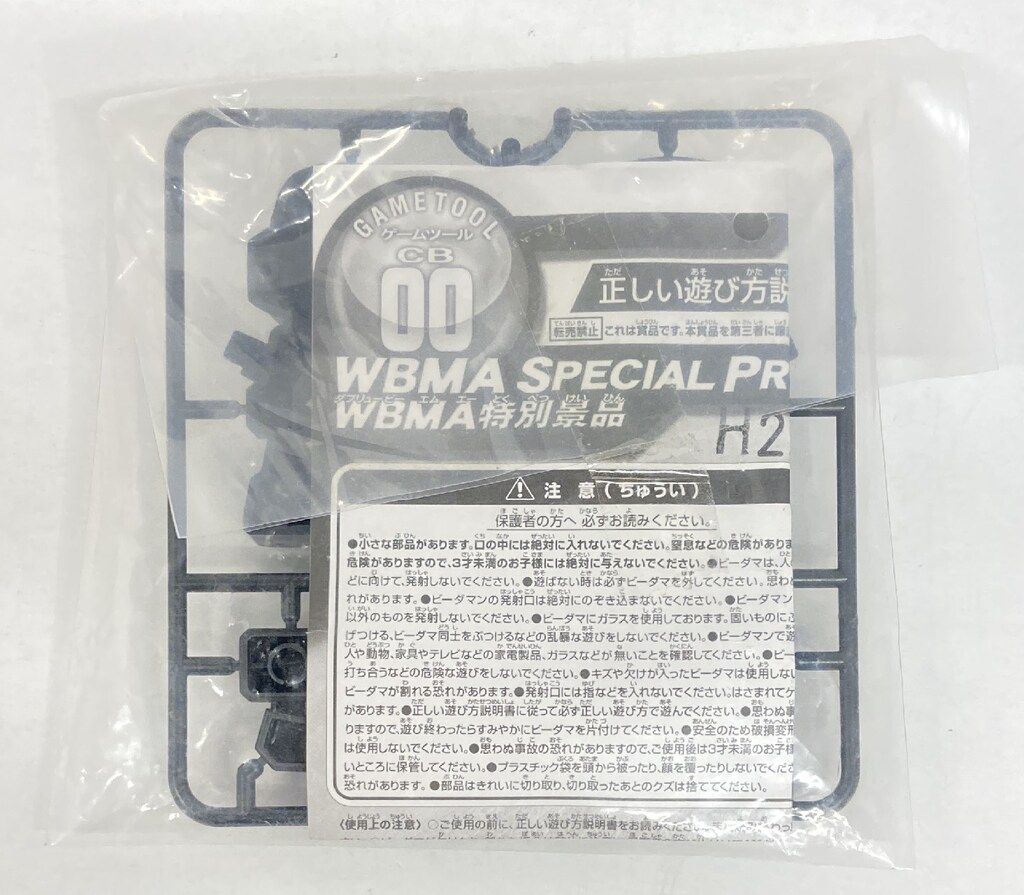 GAMETOOL
ゲームツール
CB
00
正しい遊び方説
転売禁止 これは賞品です。本賞品を第三者に譲
WBMA SPECIAL PR
WBMA特別景品
H2
注 意(ちゅうい)
保護者の方へ 必ずお読みください。
●小さな部品があります。口の中には絶対に入れないでください。窒息などの危険があります
危険がありますので、3才未満のお子様には絶対に与えないでください。●ビーダマは、人
どに向けて、発射しないでください。●遊ばない時は必ずビーダマを外してください。思わ
れがあります。●ビーダマンの発射口は絶対にのぞき込まないでください。●ビーダマン
以外のものを発射しないでください。●ビーダマにガラスを使用しております。固いものに
げつける、ビーダマ同士をぶつけるなどの乱暴な遊びをしないでください。●ビーダマンで遊
人や動物、家具やテレビなどの家電製品、ガラスなどが無いことを確認してください。●ビー
打ち合うなどの危険な遊びをしないでください。●キズや欠けが入ったビーダマは使用しな
ビーダマが割れる恐れがあります。●発射口には指などを入れないでください。はさまれてケ
があります。●正しい遊び方説明書に従って必ず正しい遊び方で遊んでください。●思わぬ事
りますので、遊び終わったらすみやかにビーダマを片付けてください。●安全のため破損変形
は使用しないでください。●思わぬ事故の恐れがありますので、ご使用後は3才未満のお子様
いところに保管してください。●プラスチック袋を頭から被ったり、顔を覆ったりしないでくださ
恐れがあります。●部品はきれいに切り取り、切り取ったあとのクズは捨ててください。
〈使用上の注意〉○ご使用の前に、正しい遊び方説明書をお読みください。